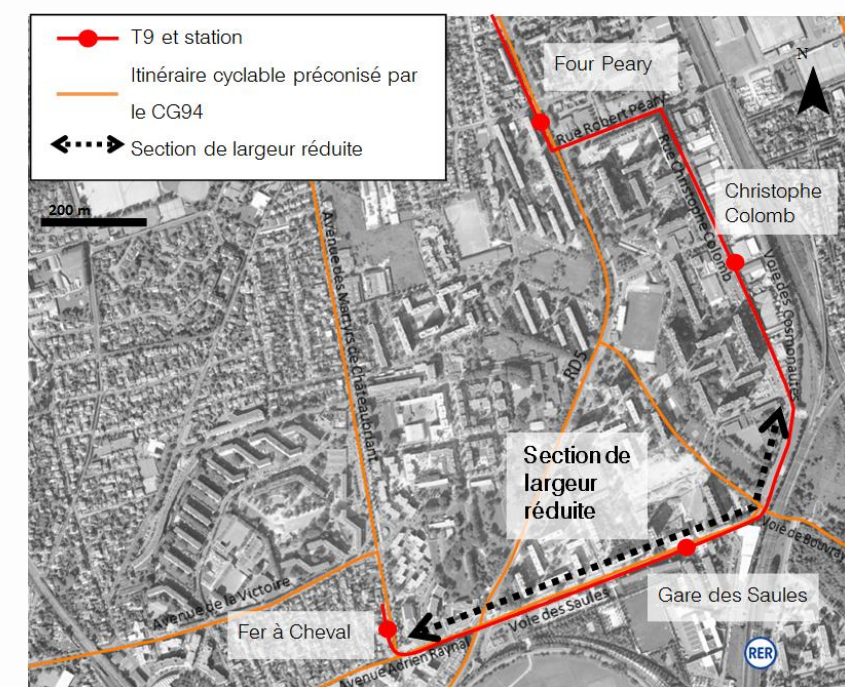 T9 et station
Itinéraire cyclable préconisé par
le CG94
Section de largeur réduite
200 m
N
Four Peary
Rue Robert Peary
Rue Christophe Colomb
Christophe
Colomb
Voie des Cosmonautes
Avenue des Martyrs de Châteaubriant
RD 5
Section de
largeur
réduite
Voie de Bouvray
Avenue de la Victoire
Voie des Saules
Gare des Saules
Fer à Cheval
Avenue Adrien Raynal
RER